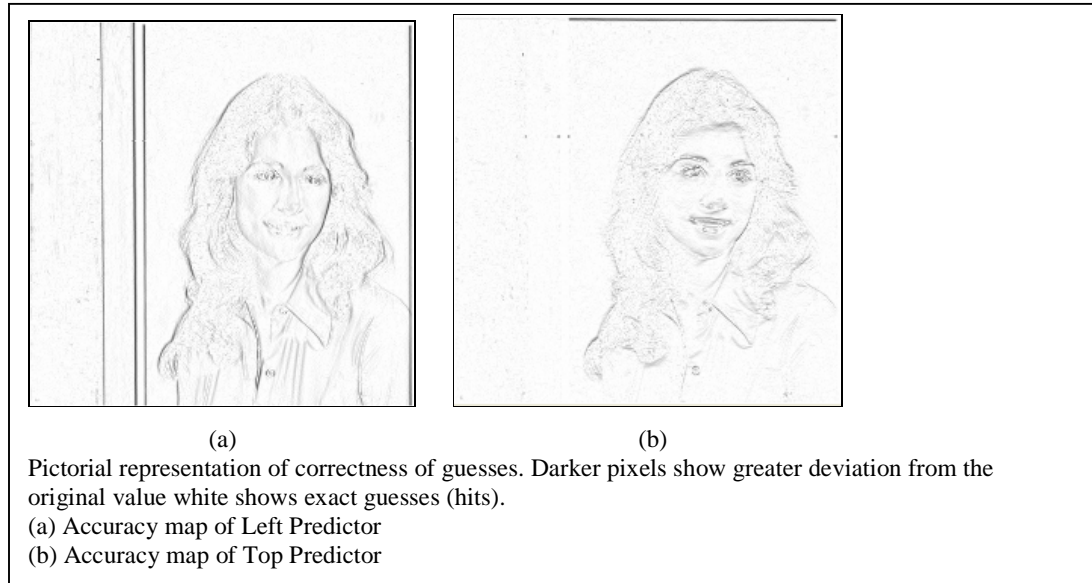 (a) (b)
Pictorial representation of correctness of guesses. Darker pixels show greater deviation from the
original value white shows exact guesses (hits).
(a) Accuracy map of Left Predictor
(b) Accuracy map of Top Predictor